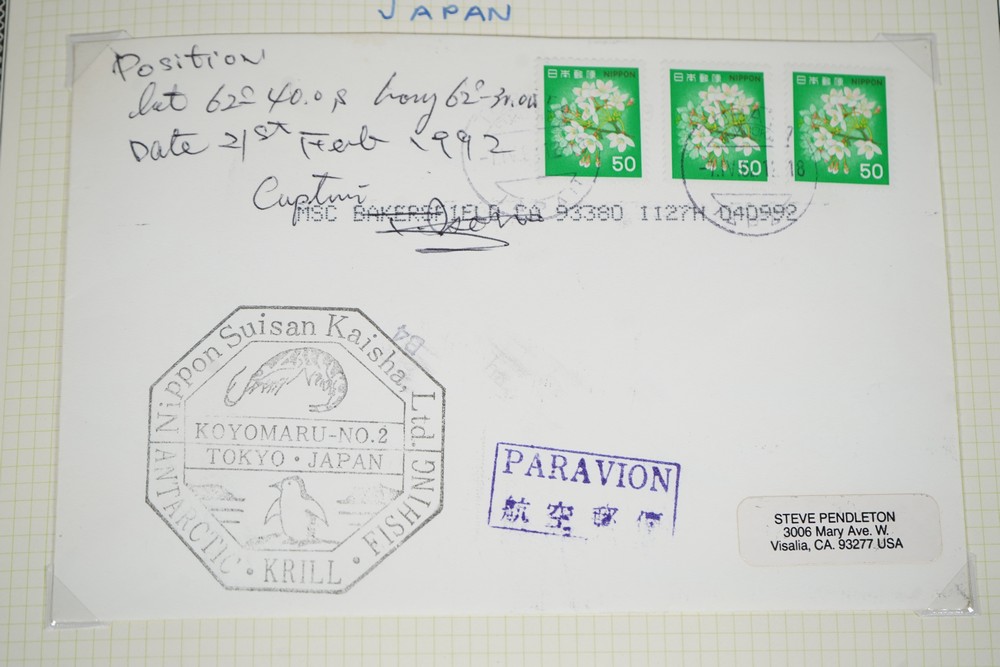 JAPAN
Position
Lat 62° 40.0 S Long 62°
Date 21st Feb 1992
日本郵便 NIPPON
50
日本郵便 NIPPON
50
日本郵便 NIPPON
50
18
Captain
MSC BAKERSFIELD CA 93380 1127H 040992
Nippon Suisan Kaisha, Ltd.
KOYOMARU-NO.2
TOKYO・JAPAN
ANTARCTIC・KRILL・FISHING
B4
PARAVION
航空郵便
STEVE PENDLETON
3006 Mary Ave. W.
Visalia, CA. 93277 USA